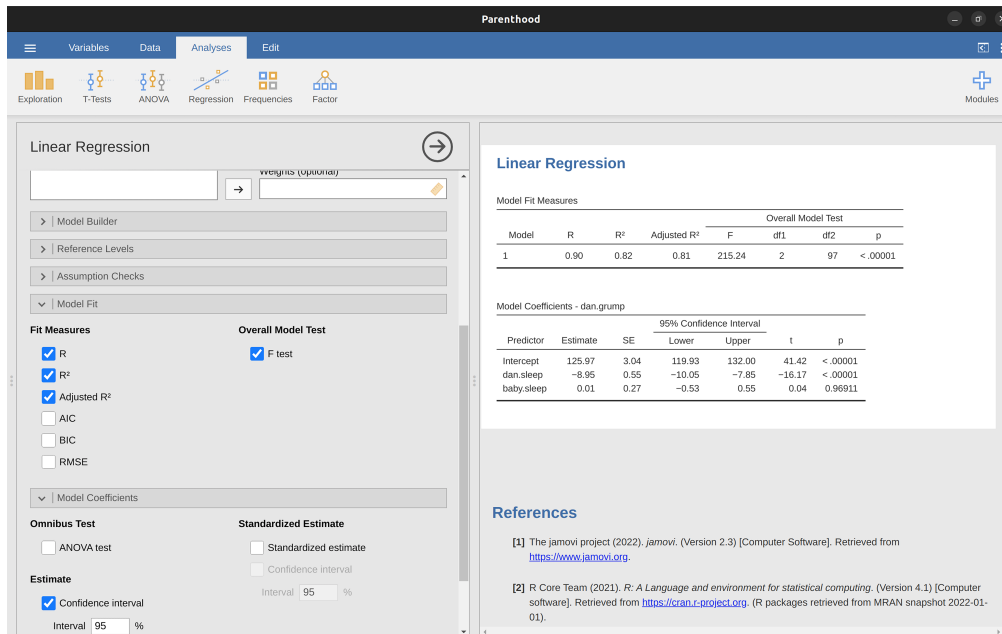 Parenthood
Variables Data Analyses Edit
Exploration T-Tests ANOVA Regression Frequencies Factor Modules
Linear Regression
Weights (optional)
Model Builder
Reference Levels
Assumption Checks
Model Fit
Fit Measures Overall Model Test
R F test
R²
Adjusted R²
AIC
BIC
RMSE
Model Coefficients
Omnibus Test Standardized Estimate
ANOVA test Standardized estimate
Confidence interval
Estimate Interval 95 %
Confidence interval
Interval 95 %
Linear Regression
Model Fit Measures
Overall Model Test
Model R R² Adjusted R² F df1 df2 p
1 0.90 0.82 0.81 215.24 2 97 < .00001
Model Coefficients - dan.grump
95% Confidence Interval
Predictor Estimate SE Lower Upper t p
Intercept 125.97 3.04 119.93 132.00 41.42 < .00001
dan.sleep −8.95 0.55 −10.05 −7.85 −16.17 < .00001
baby.sleep 0.01 0.27 −0.53 0.55 0.04 0.96911
References
[1] The jamovi project (2022). jamovi. (Version 2.3) [Computer Software]. Retrieved from
https://www.jamovi.org.
[2] R Core Team (2021). R: A Language and environment for statistical computing. (Version 4.1) [Computer
software]. Retrieved from https://cran.r-project.org. (R packages retrieved from MRAN snapshot 2022-01-
01).